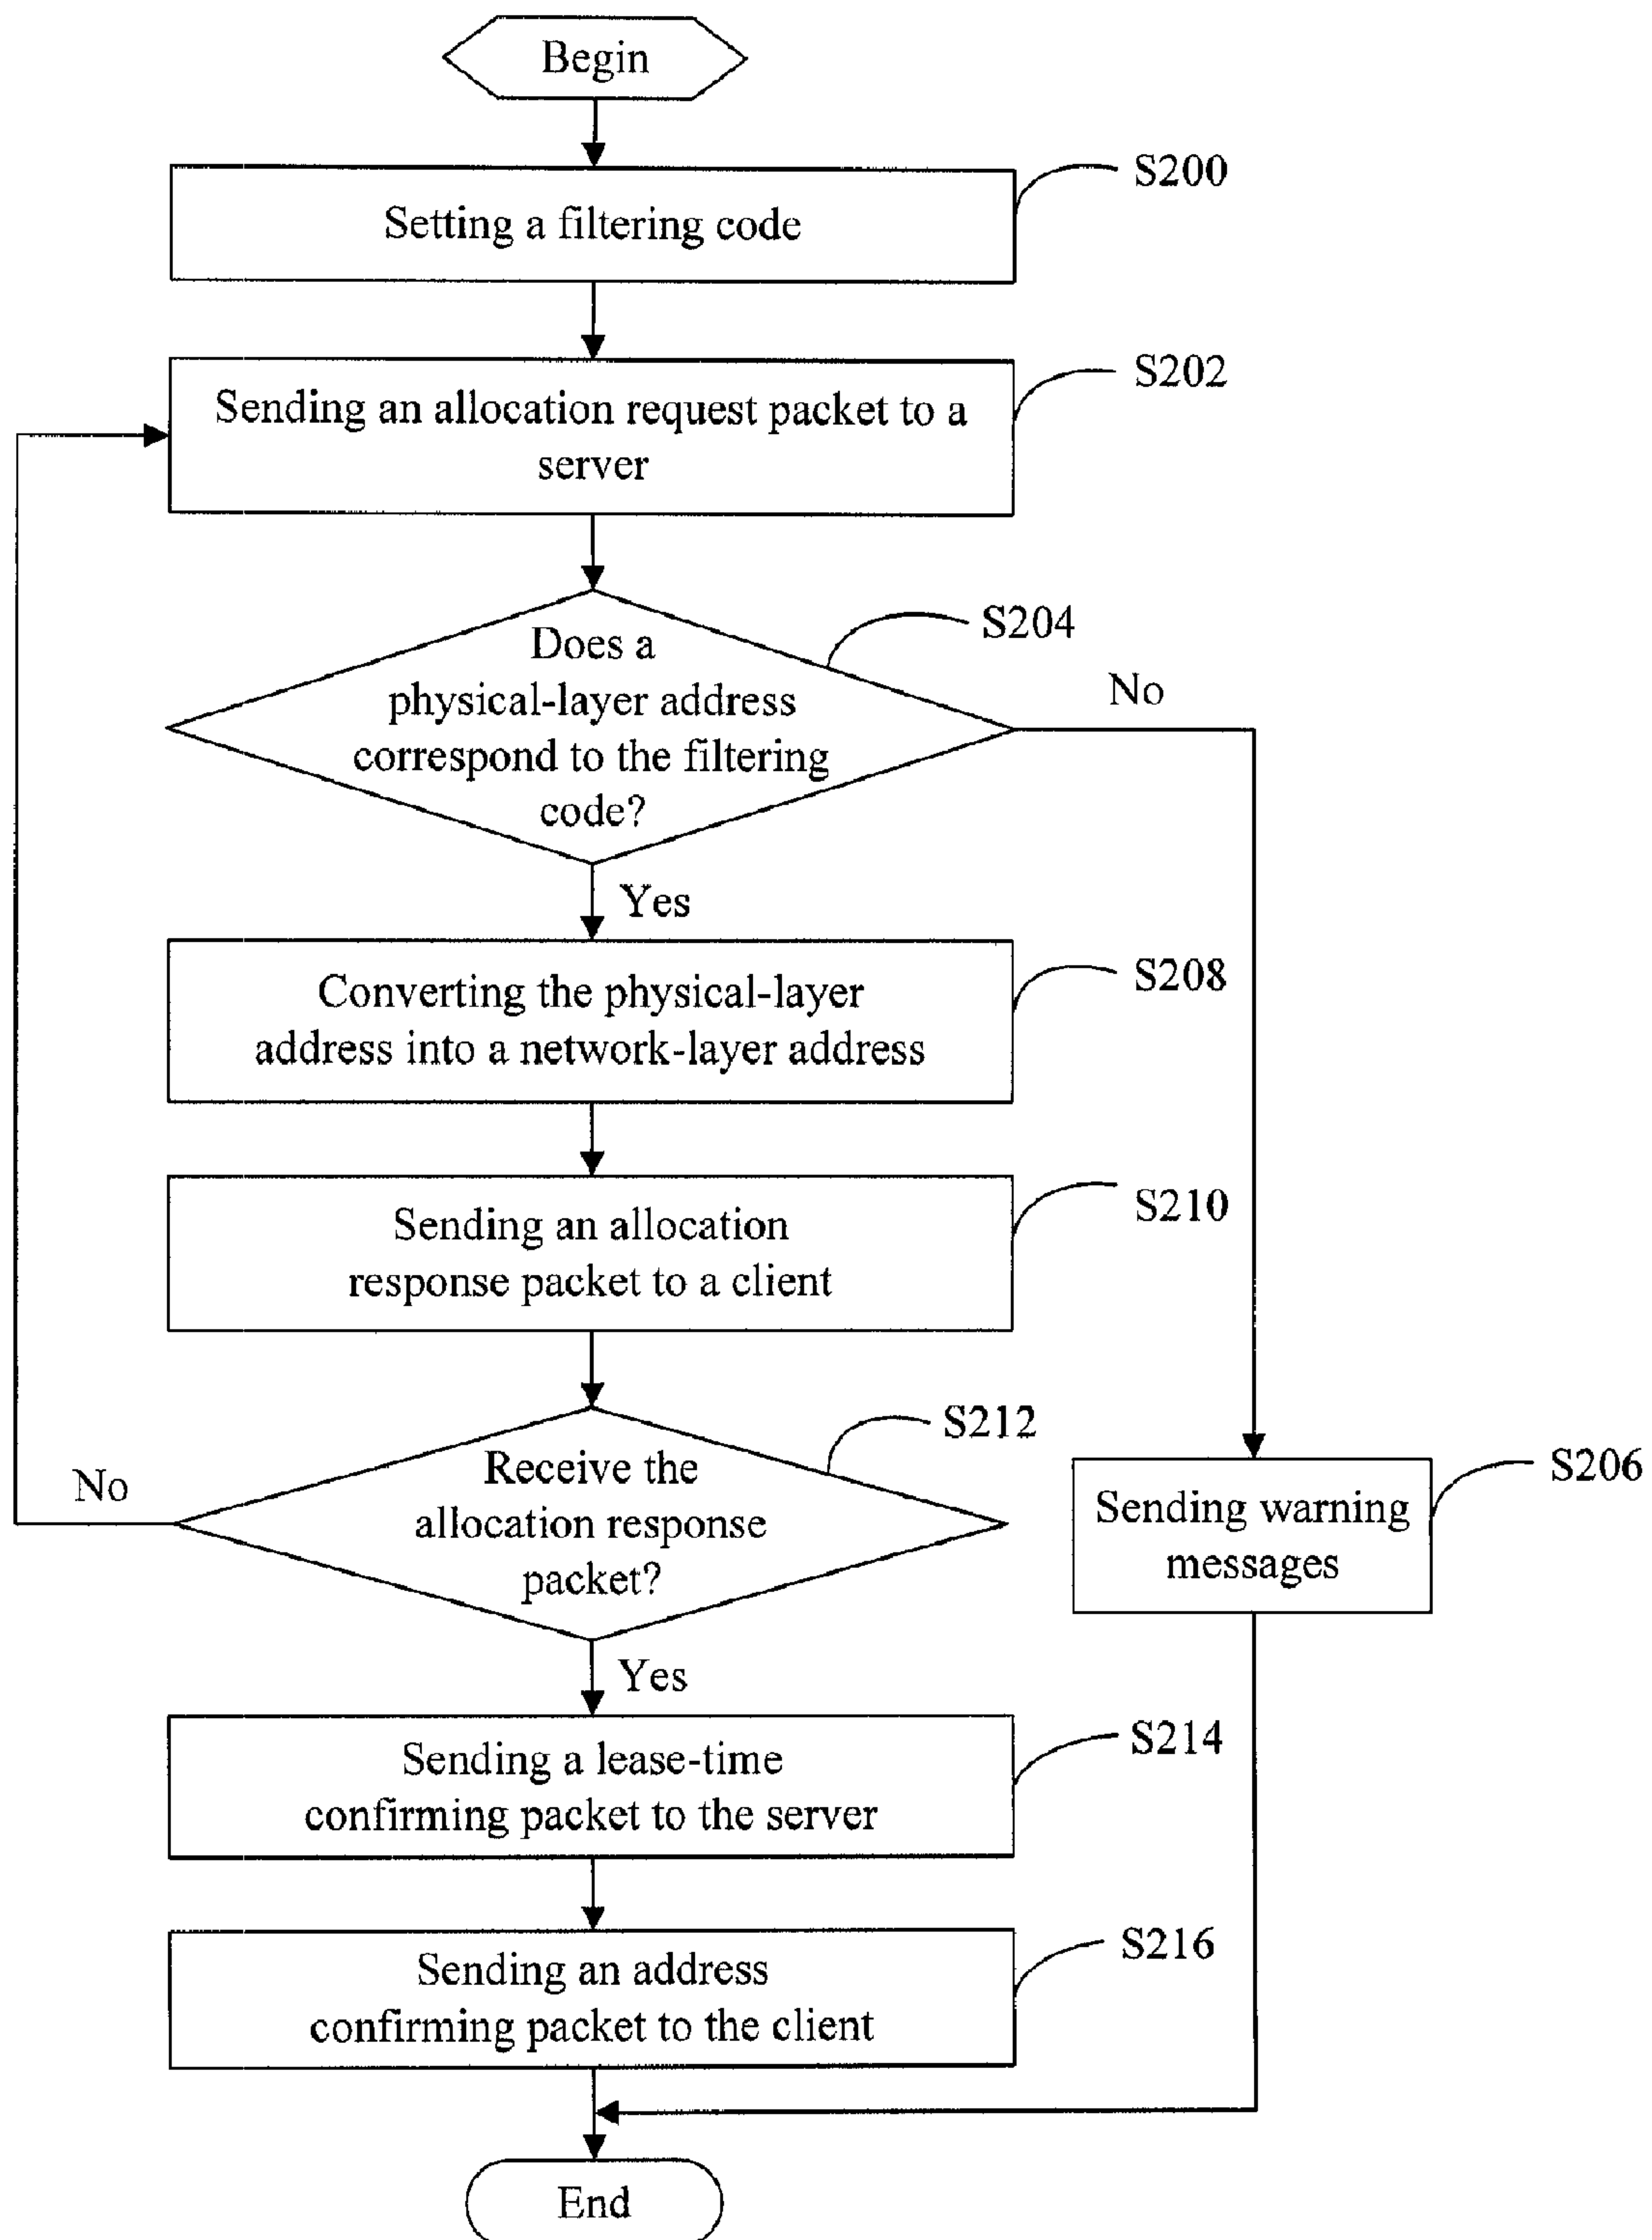 Begin
S200
Setting a filtering code
S202
Sending an allocation request packet to a
server
S204
Does a
physical-layer address
correspond to the filtering
code?
No
Yes
S208
Converting the physical-layer
address into a network-layer address
S210
Sending an allocation
response packet to a client
S212
Receive the
allocation response
packet?
No
S206
Sending warning
messages
Yes
S214
Sending a lease-time
confirming packet to the server
S216
Sending an address
confirming packet to the client
End